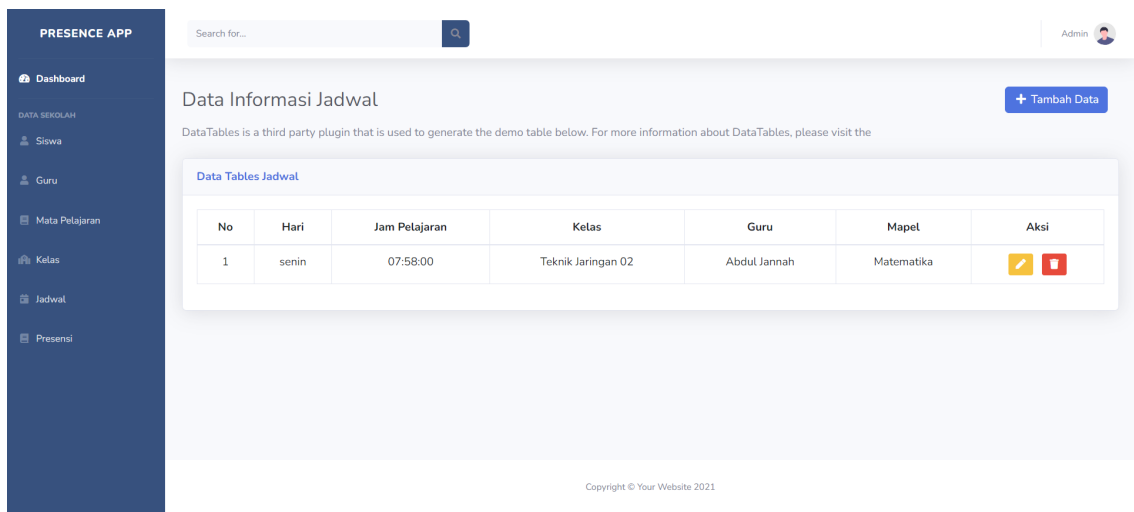 PRESENCE APP
Search for...
Admin
Dashboard
DATA SEKOLAH
Siswa
Guru
Mata Pelajaran
Kelas
Jadwal
Presensi
Data Informasi Jadwal
Tambah Data
DataTables is a third party plugin that is used to generate the demo table below. For more information about DataTables, please visit the
Data Tables Jadwal
No Hari Jam Pelajaran Kelas Guru Mapel Aksi
1 senin 07:58:00 Teknik Jaringan 02 Abdul Jannah Matematika
Copyright © Your Website 2021